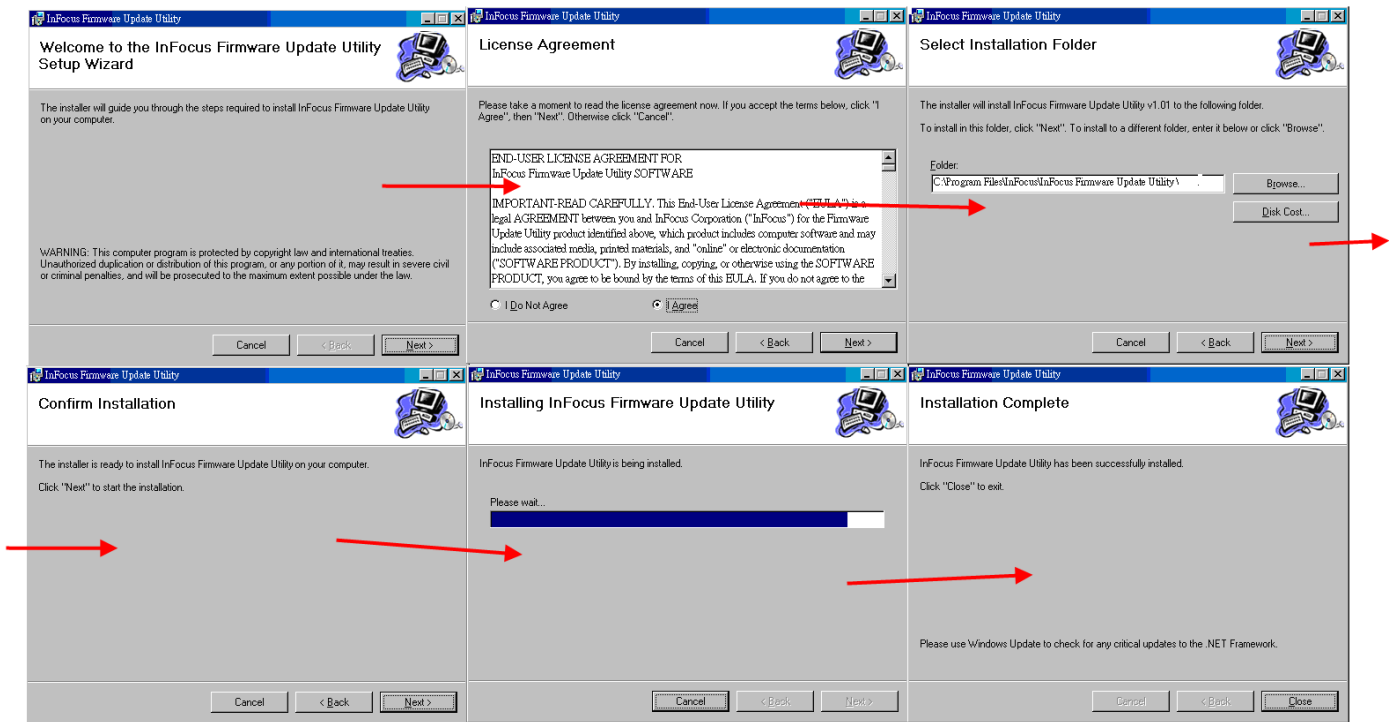 InFocus Firmware Update Utility
Welcome to the InFocus Firmware Update Utility
Setup Wizard
The installer will guide you through the steps required to install InFocus Firmware Update Utility
on your computer.
WARNING: This computer program is protected by copyright law and international treaties.
Unauthorized duplication or distribution of this program, or any portion of it, may result in severe civil
or criminal penalties, and will be prosecuted to the maximum extent possible under the law.
Cancel
< Back
Next >
InFocus Firmware Update Utility
License Agreement
Please take a moment to read the license agreement now. If you accept the terms below, click "I
Agree", then "Next". Otherwise click "Cancel".
END-USER LICENSE AGREEMENT FOR
InFocus Firmware Update Utility SOFTWARE
IMPORTANT-READ CAREFULLY. This End-User License Agreement ("EULA") is a
legal AGREEMENT between you and InFocus Corporation ("InFocus") for the Firmware
Update Utility product identified above, which product includes computer software and may
include associated media, printed materials, and "online" or electronic documentation
("SOFTWARE PRODUCT"). By installing, copying, or otherwise using the SOFTWARE
PRODUCT, you agree to be bound by the terms of this EULA. If you do not agree to the
I Do Not Agree
I Agree
Cancel
< Back
Next >
InFocus Firmware Update Utility
Select Installation Folder
The installer will install InFocus Firmware Update Utility v1.01 to the following folder.
To install in this folder, click "Next". To install to a different folder, enter it below or click "Browse".
Folder:
C:\Program Files\InFocus\InFocus Firmware Update Utility\
Browse...
Disk Cost...
Cancel
< Back
Next >
InFocus Firmware Update Utility
Confirm Installation
The installer is ready to install InFocus Firmware Update Utility on your computer.
Click "Next" to start the installation.
Cancel
< Back
Next >
InFocus Firmware Update Utility
Installing InFocus Firmware Update Utility
InFocus Firmware Update Utility is being installed.
Please wait...
Cancel
< Back
Next >
InFocus Firmware Update Utility
Installation Complete
InFocus Firmware Update Utility has been successfully installed.
Click "Close" to exit.
Please use Windows Update to check for any critical updates to the .NET Framework.
Cancel
< Back
Close